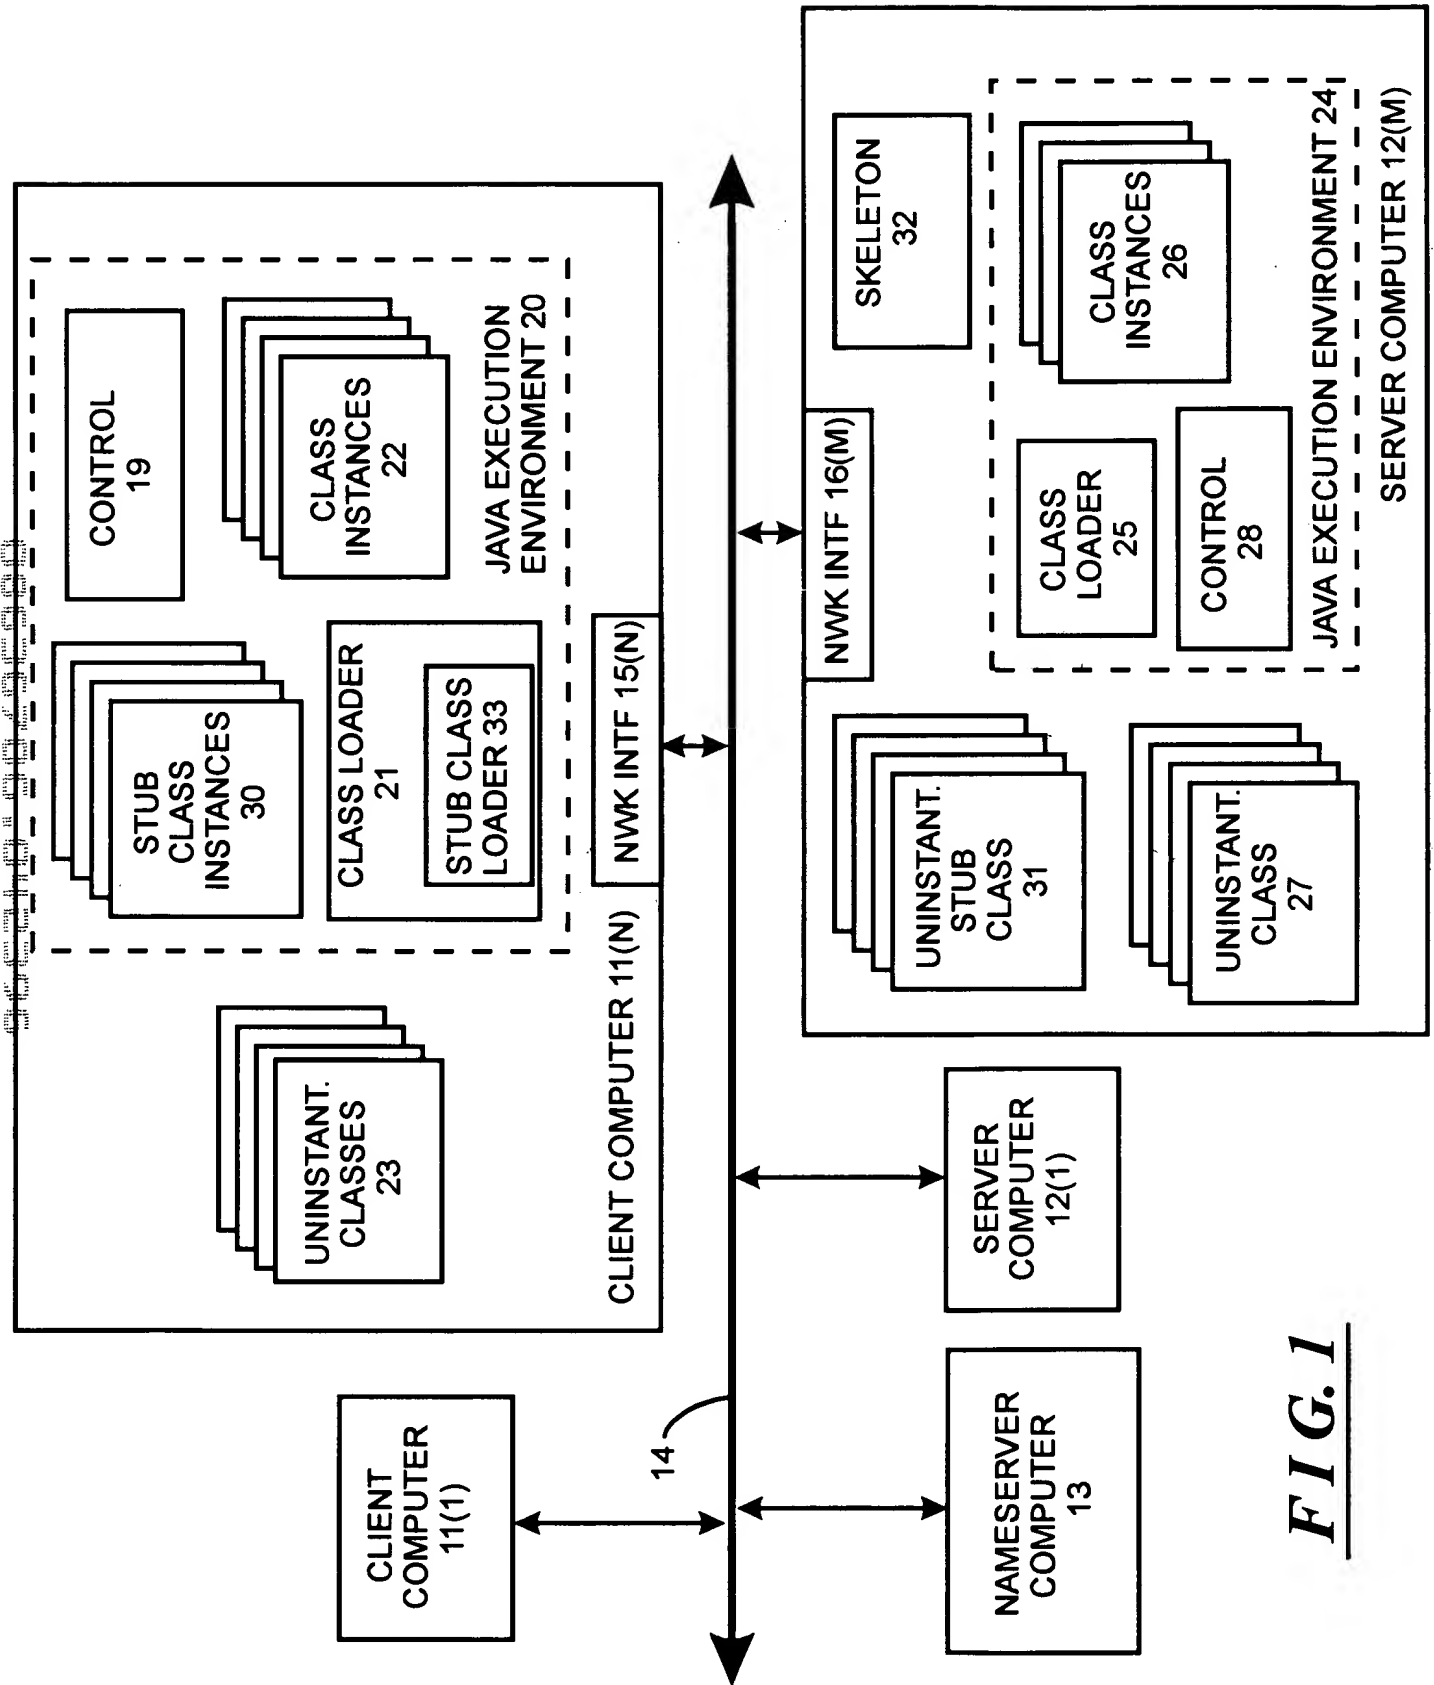 CLIENT
COMPUTER
11(1)
UNINSTANT.
CLASSES
23
STUB
CLASS
INSTANCES
30
CONTROL
19
CLASS LOADER
21
STUB CLASS
LOADER 33
CLASS
INSTANCES
22
JAVA EXECUTION
ENVIRONMENT 20
CLIENT COMPUTER 11(N)
NWK INTF 15(N)
14
NAMESERVER
COMPUTER
13
SERVER
COMPUTER
12(1)
NWK INTF 16(M)
SKELETON
32
UNINSTANT.
STUB
CLASS
31
UNINSTANT.
CLASS
27
CLASS
LOADER
25
CLASS
INSTANCES
26
CONTROL
28
JAVA EXECUTION ENVIRONMENT 24
SERVER COMPUTER 12(M)
FIG. 1